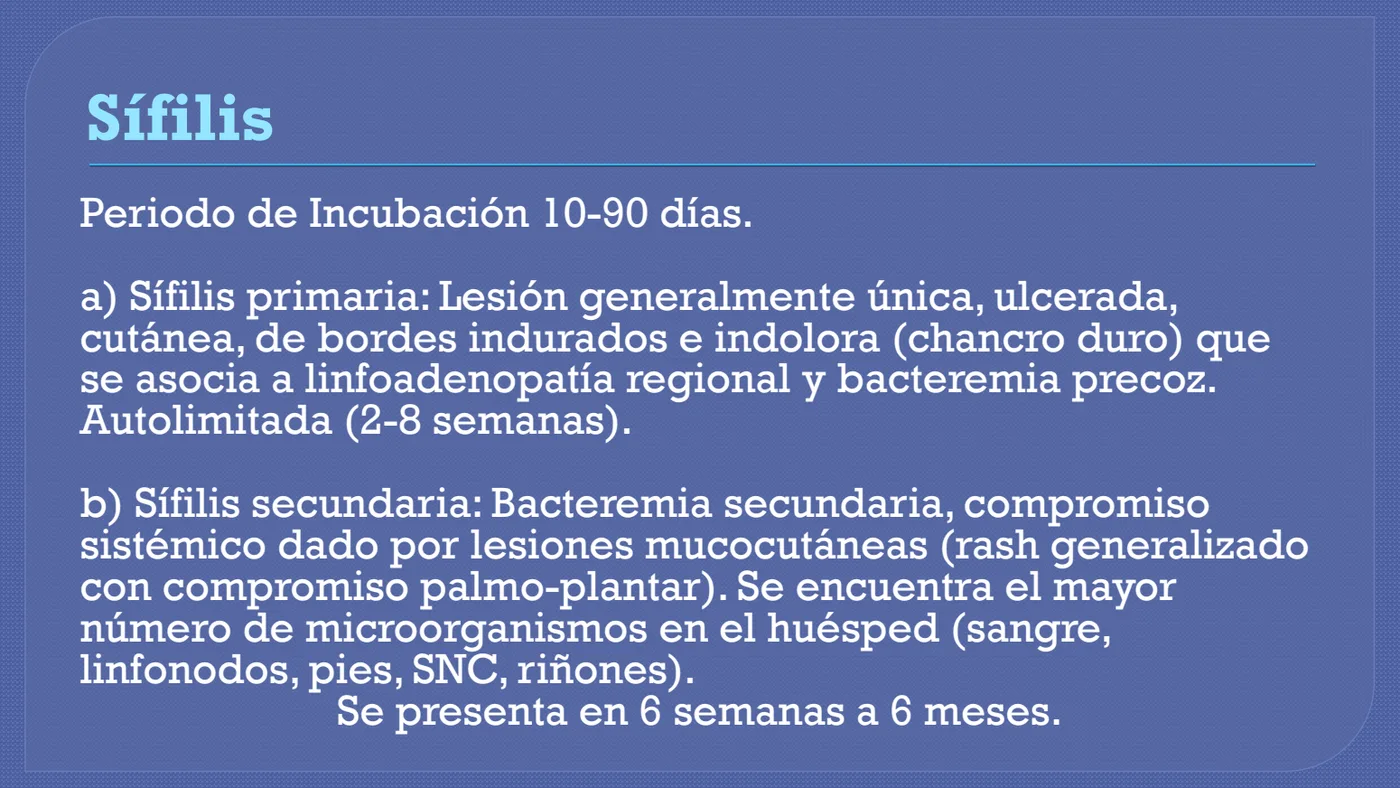 Sífilis
Periodo de Incubación 10-90 días.
a) Sífilis primaria: Lesión generalmente única, ulcerada,
cutánea, de bordes indurados e indolora (chancro duro) que
se asocia a linfoadenopatía regional y bacteremia precoz.
Autolimitada (2-8 semanas).
b) Sífilis secundaria: Bacteremia secundaria, compromiso
sistémico dado por lesiones mucocutáneas (rash generalizado
con compromiso palmo-plantar). Se encuentra el mayor
número de microorganismos en el huésped (sangre,
linfonodos, pies, SNC, riñones).
Se presenta en 6 semanas a 6 meses.